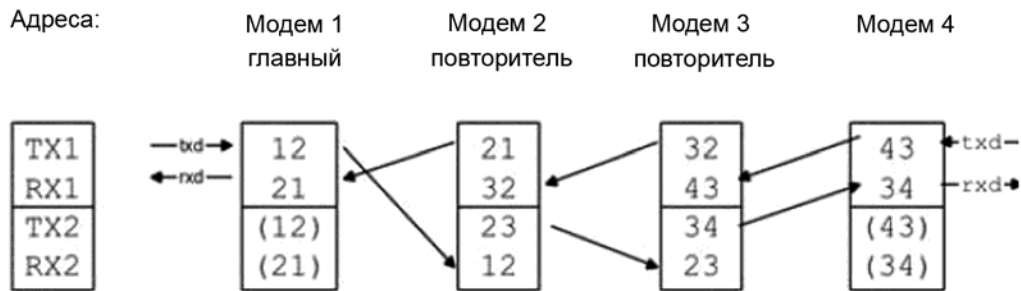 Адреса: Модем 1 Модем 2 Модем 3 Модем 4
главный повторитель повторитель
TX1 txd 12 21 32 43 txd
RX1 rxd 21 32 43 34 rxd
TX2 (12) 23 34 (43)
RX2 (21) 12 23 (34)